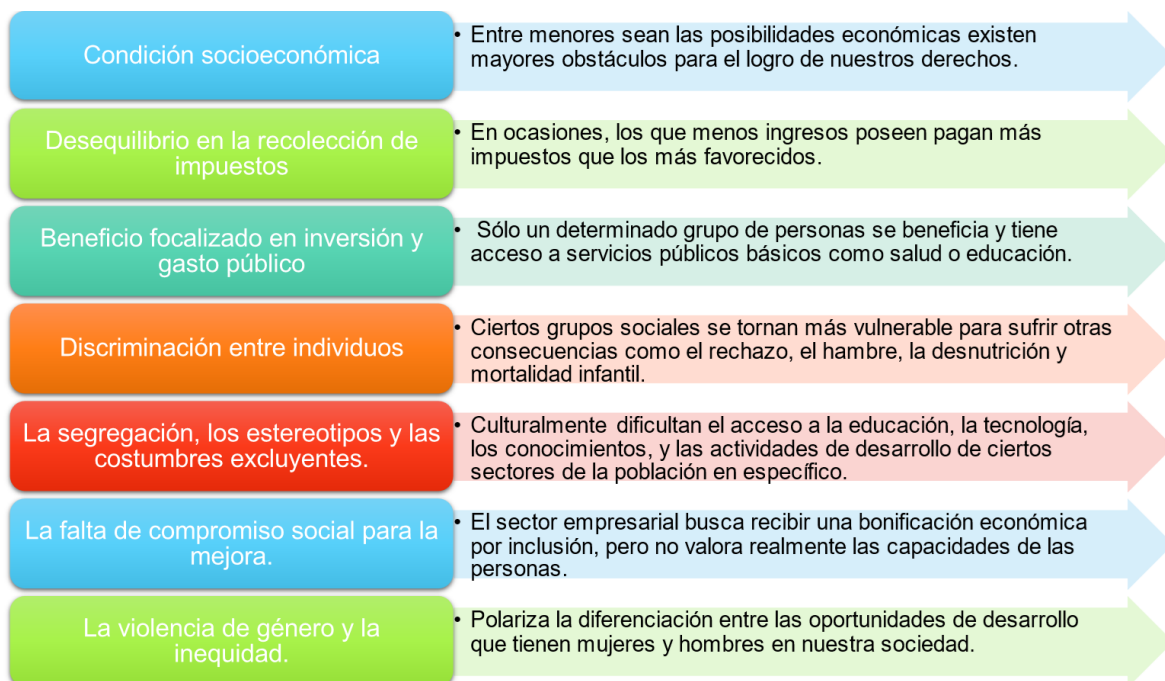 Condición socioeconómica
• Entre menores sean las posibilidades económicas existen
mayores obstáculos para el logro de nuestros derechos.
Desequilibrio en la recolección de
impuestos
• En ocasiones, los que menos ingresos poseen pagan más
impuestos que los más favorecidos.
Beneficio focalizado en inversión y
gasto público
• Sólo un determinado grupo de personas se beneficia y tiene
acceso a servicios públicos básicos como salud o educación.
Discriminación entre individuos
• Ciertos grupos sociales se tornan más vulnerable para sufrir otras
consecuencias como el rechazo, el hambre, la desnutrición y
mortalidad infantil.
La segregación, los estereotipos y las
costumbres excluyentes.
• Culturalmente dificultan el acceso a la educación, la tecnología,
los conocimientos, y las actividades de desarrollo de ciertos
sectores de la población en específico.
La falta de compromiso social para la
mejora.
• El sector empresarial busca recibir una bonificación económica
por inclusión, pero no valora realmente las capacidades de las
personas.
La violencia de género y la
inequidad.
• Polariza la diferenciación entre las oportunidades de desarrollo
que tienen mujeres y hombres en nuestra sociedad.